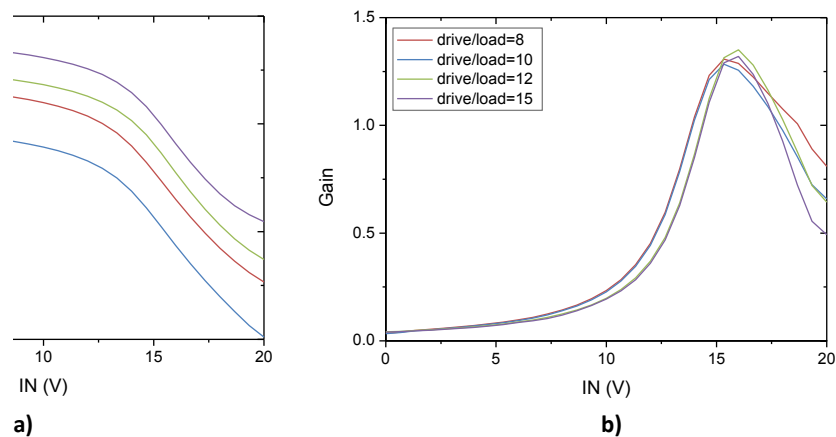 10 15 20
IN (V)
a)
1.5
1.0
0.5
0.0
Gain
drive/load=8
drive/load=10
drive/load=12
drive/load=15
0 5 10 15 20
IN (V)
b)